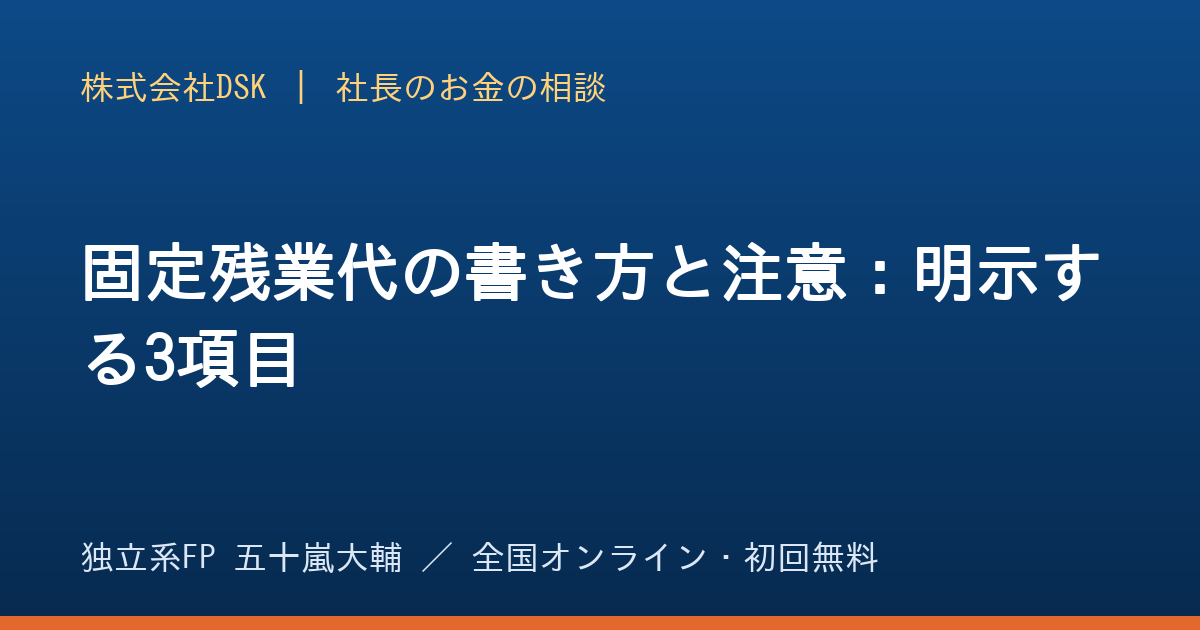 株式会社DSK ｜ 社長のお金の相談
固定残業代の書き方と注意：明示す
る3項目
独立系FP 五十嵐大輔 ／ 全国オンライン・初回無料